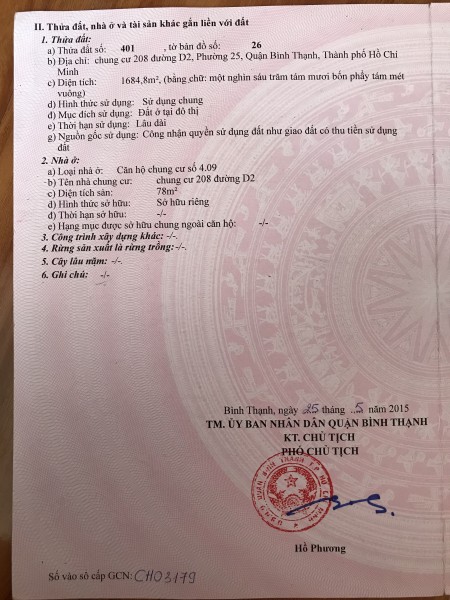 II. Thửa đất, nhà ở và tài sản khác gắn liền với đất
1. Thửa đất:
a) Thửa đất số: 401 , tờ bản đồ số: 26
b) Địa chỉ: chung cư 208 đường D2, Phường 25, Quận Bình Thạnh, Thành phố Hồ Chí
Minh
c) Diện tích: 1684,8m², (bằng chữ: một nghìn sáu trăm tám mươi bốn phẩy tám mét
vuông)
d) Hình thức sử dụng: Sử dụng chung
đ) Mục đích sử dụng: Đất ở tại đô thị
e) Thời hạn sử dụng: Lâu dài
g) Nguồn gốc sử dụng: Công nhận quyền sử dụng đất như giao đất có thu tiền sử dụng
đất
2. Nhà ở:
a) Loại nhà ở: Căn hộ chung cư số 4.09
b) Tên nhà chung cư: chung cư 208 đường D2
c) Diện tích sàn: 78m²
d) Hình thức sở hữu: Sở hữu riêng
đ) Thời hạn sở hữu: -/-
e) Hạng mục được sở hữu chung ngoài căn hộ: -/-
3. Công trình xây dựng khác: -/-.
4. Rừng sản xuất là rừng trồng:-/-.
5. Cây lâu năm: -/-.
6. Ghi chú: -/-
Bình Thạnh, ngày 25 tháng 5 năm 2015
TM. ỦY BAN NHÂN DÂN QUẬN BÌNH THẠNH
KT. CHỦ TỊCH
PHÓ CHỦ TỊCH
Hồ Phương
Số vào sổ cấp GCN: CH03179